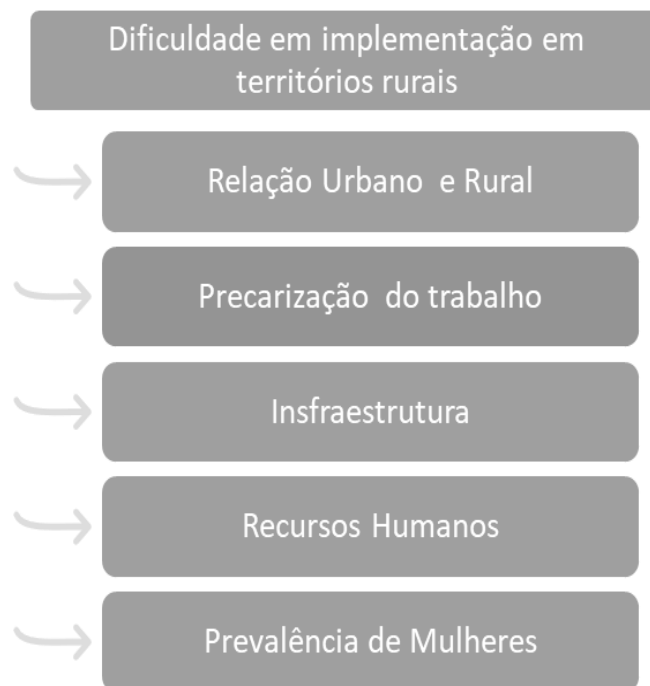 Dificuldade em implementação em
territórios rurais
Relação Urbano e Rural
Precarização do trabalho
Insfraestrutura
Recursos Humanos
Prevalência de Mulheres